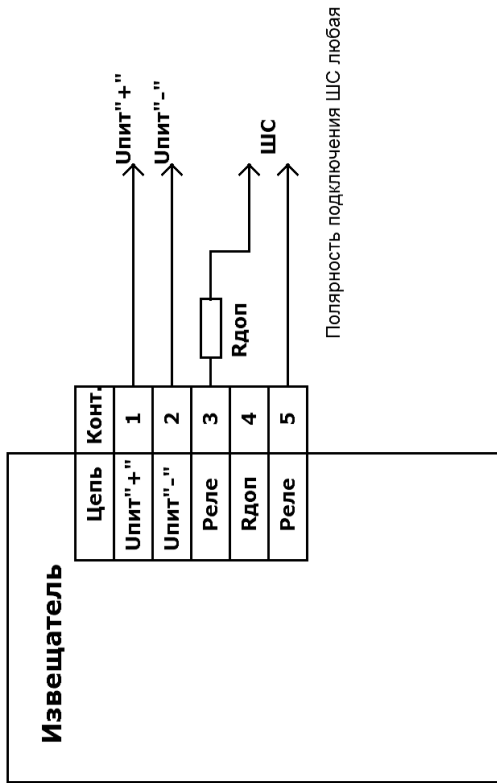 Извещатель
Цепь Конт.
Uпит"+" 1 Uпит"+"
Uпит"-" 2 Uпит"-"
Реле 3
Rдоп
Rдоп 4
ШС
Реле 5
Полярность подключения ШС любая